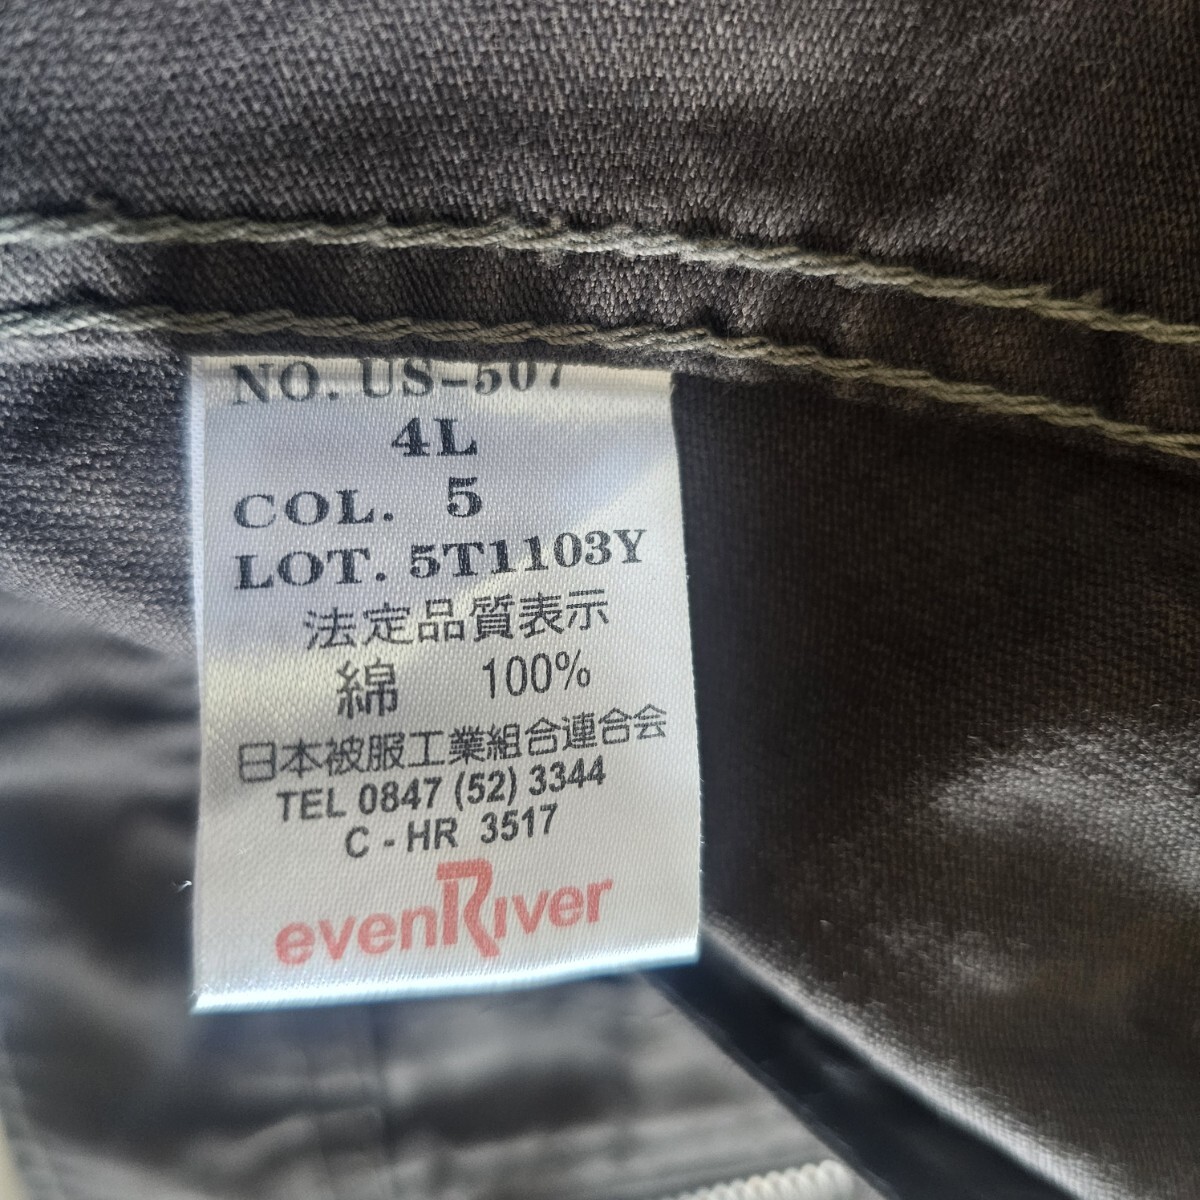 NO. US-507
4L
COL. 5
LOT. 5T1103Y
法定品質表示
綿 100%
日本被服工業組合連合会
TEL 0847 (52) 3344
C - HR 3517
evenRiver